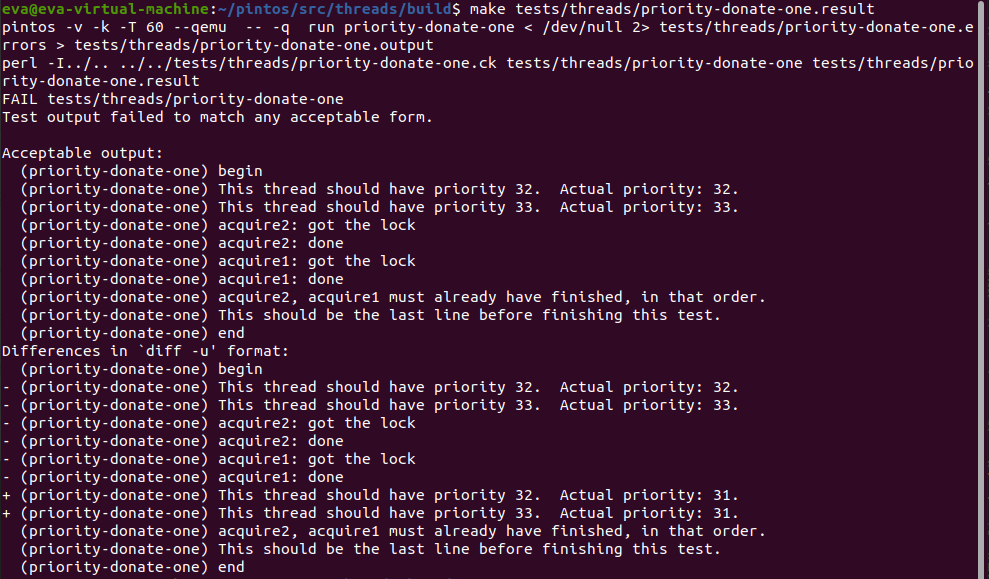 eva@eva-virtual-machine:~/pintos/src/threads/build$ make tests/threads/priority-donate-one.result
pintos -v -k -T 60 --qemu  -- -q  run priority-donate-one < /dev/null 2> tests/threads/priority-donate-one.e
rrors > tests/threads/priority-donate-one.output
perl -I../.. ../../tests/threads/priority-donate-one.ck tests/threads/priority-donate-one tests/threads/prio
rity-donate-one.result
FAIL tests/threads/priority-donate-one
Test output failed to match any acceptable form.

Acceptable output:
  (priority-donate-one) begin
  (priority-donate-one) This thread should have priority 32.  Actual priority: 32.
  (priority-donate-one) This thread should have priority 33.  Actual priority: 33.
  (priority-donate-one) acquire2: got the lock
  (priority-donate-one) acquire2: done
  (priority-donate-one) acquire1: got the lock
  (priority-donate-one) acquire1: done
  (priority-donate-one) acquire2, acquire1 must already have finished, in that order.
  (priority-donate-one) This should be the last line before finishing this test.
  (priority-donate-one) end
Differences in `diff -u' format:
  (priority-donate-one) begin
- (priority-donate-one) This thread should have priority 32.  Actual priority: 32.
- (priority-donate-one) This thread should have priority 33.  Actual priority: 33.
- (priority-donate-one) acquire2: got the lock
- (priority-donate-one) acquire2: done
- (priority-donate-one) acquire1: got the lock
- (priority-donate-one) acquire1: done
+ (priority-donate-one) This thread should have priority 32.  Actual priority: 31.
+ (priority-donate-one) This thread should have priority 33.  Actual priority: 31.
  (priority-donate-one) acquire2, acquire1 must already have finished, in that order.
  (priority-donate-one) This should be the last line before finishing this test.
  (priority-donate-one) end